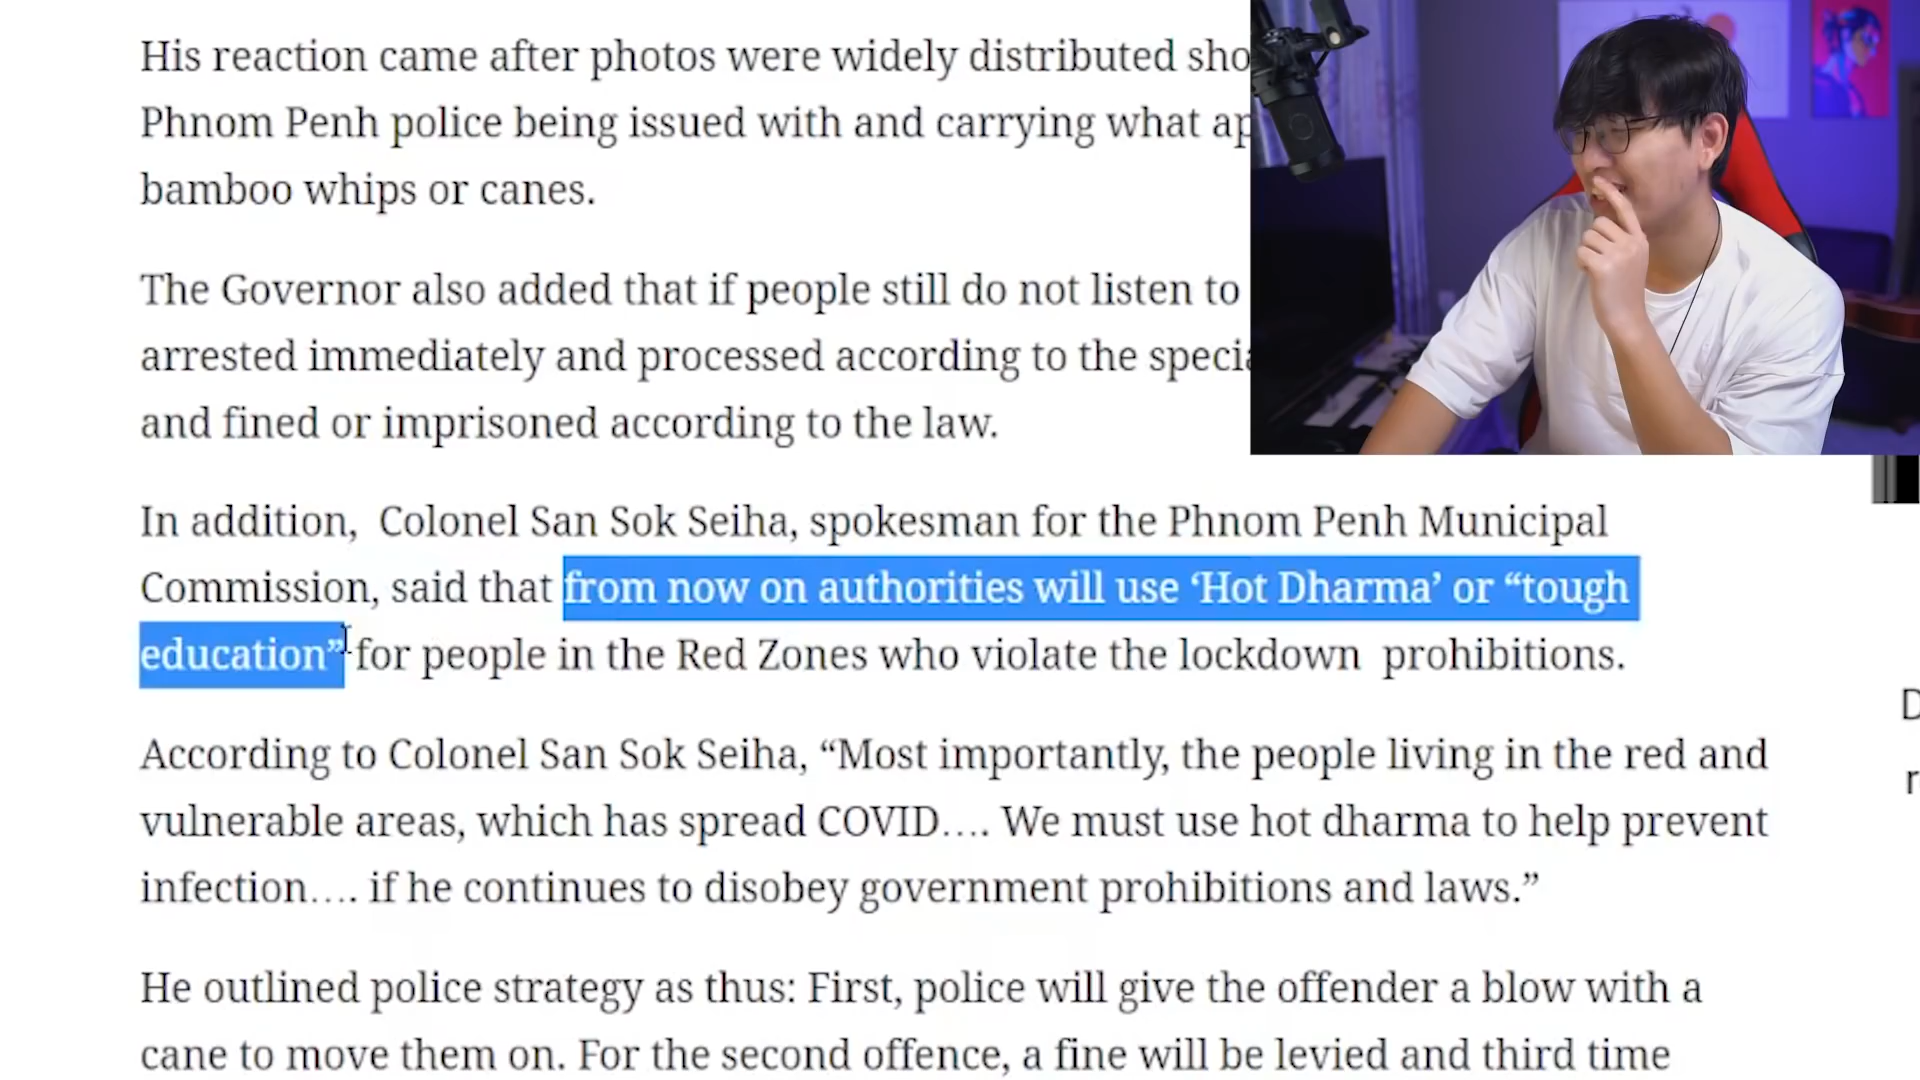 His reaction came after photos were widely distributed
Phnom Penh police being issued with and carrying what
bamboo whips or canes.
The Governor also added that if people still do not listen to
arrested immediately and processed according to the
and fined or imprisoned according to the law.
In addition, Colonel San Sok Seiha, spokesman for the Phnom Penh Municipal
Commission, said that from now on authorities will use ‘Hot Dharma’ or “tough
education” for people in the Red Zones who violate the lockdown prohibitions.
According to Colonel San Sok Seiha, “Most importantly, the people living in the red and
vulnerable areas, which has spread COVID…. We must use hot dharma to help prevent
infection…. if he continues to disobey government prohibitions and laws.”
He outlined police strategy as thus: First, police will give the offender a blow with a
cane to move them on. For the second offence, a fine will be levied and third time